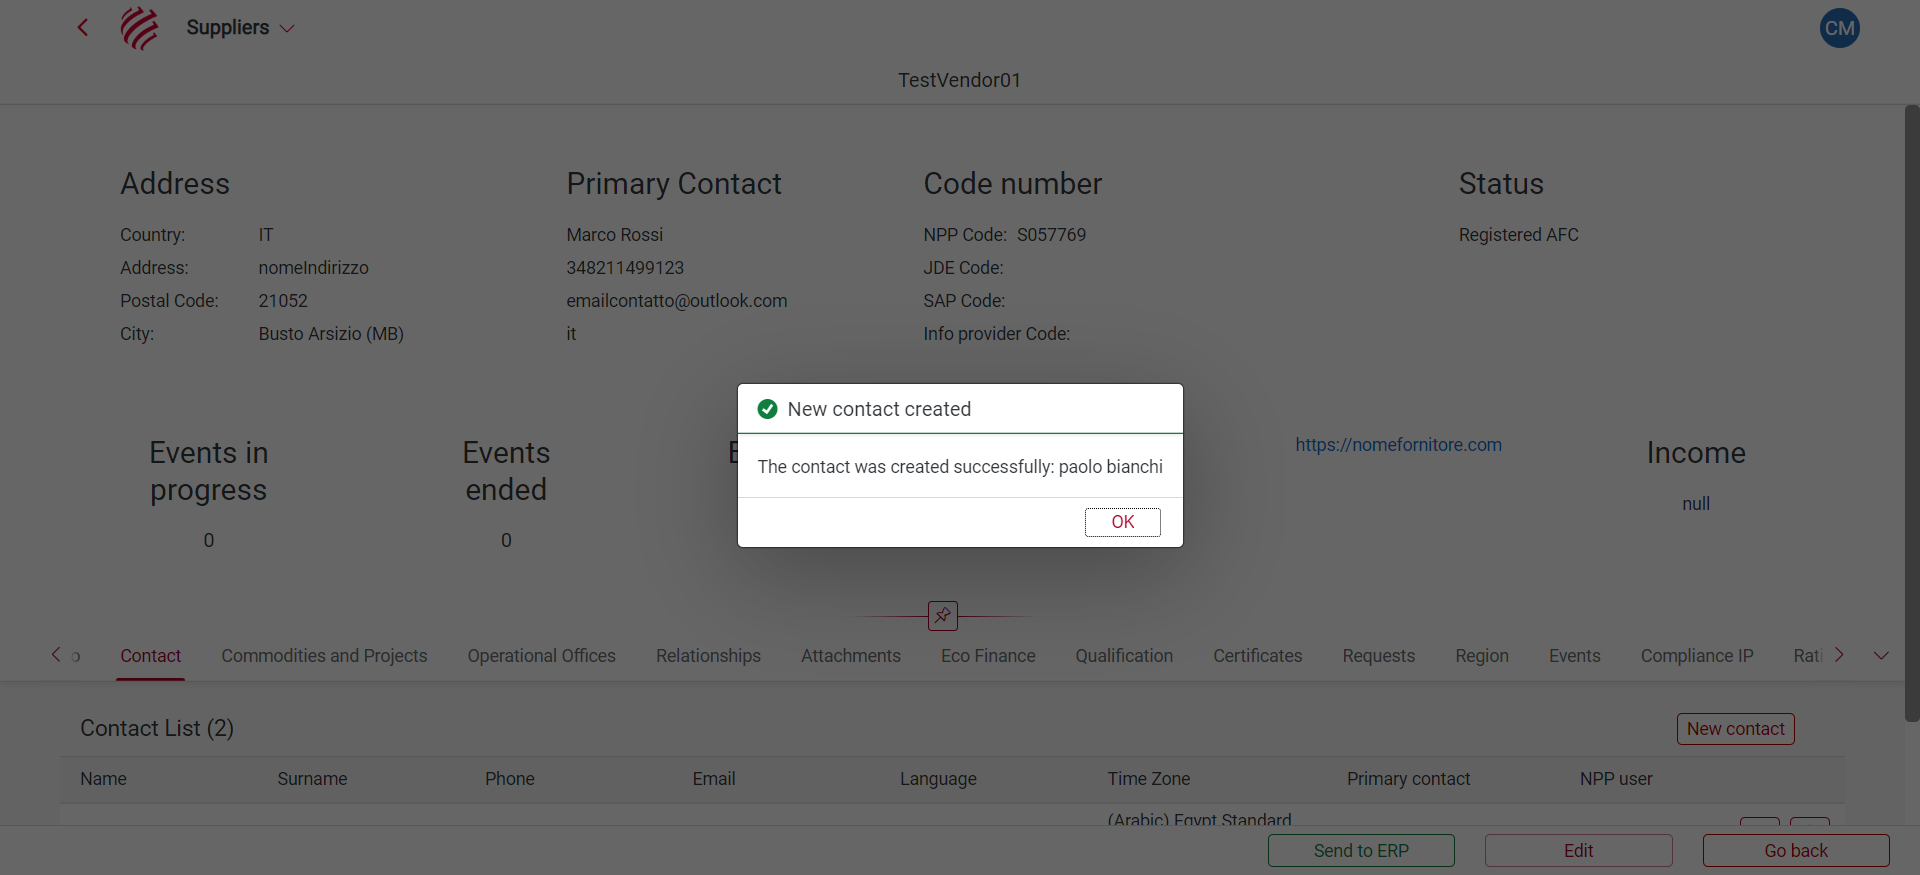 Suppliers
CM
TestVendor01
Address
Country: IT
Address: nomeIndirizzo
Postal Code: 21052
City: Busto Arsizio (MB)
Primary Contact
Marco Rossi
348211499123
emailcontatto@outlook.com
it
Code number
NPP Code: S057769
JDE Code:
SAP Code:
Info provider Code:
Status
Registered AFC
Events in
progress
0
Events
ended
0
https://nomefornitore.com
Income
null
New contact created
The contact was created successfully: paolo bianchi
OK
o Contact Commodities and Projects Operational Offices Relationships Attachments Eco Finance Qualification Certificates Requests Region Events Compliance IP Rati
Contact List (2)
New contact
Name Surname Phone Email Language Time Zone Primary contact NPP user
(Arabic) Egypt Standard
Send to ERP Edit Go back